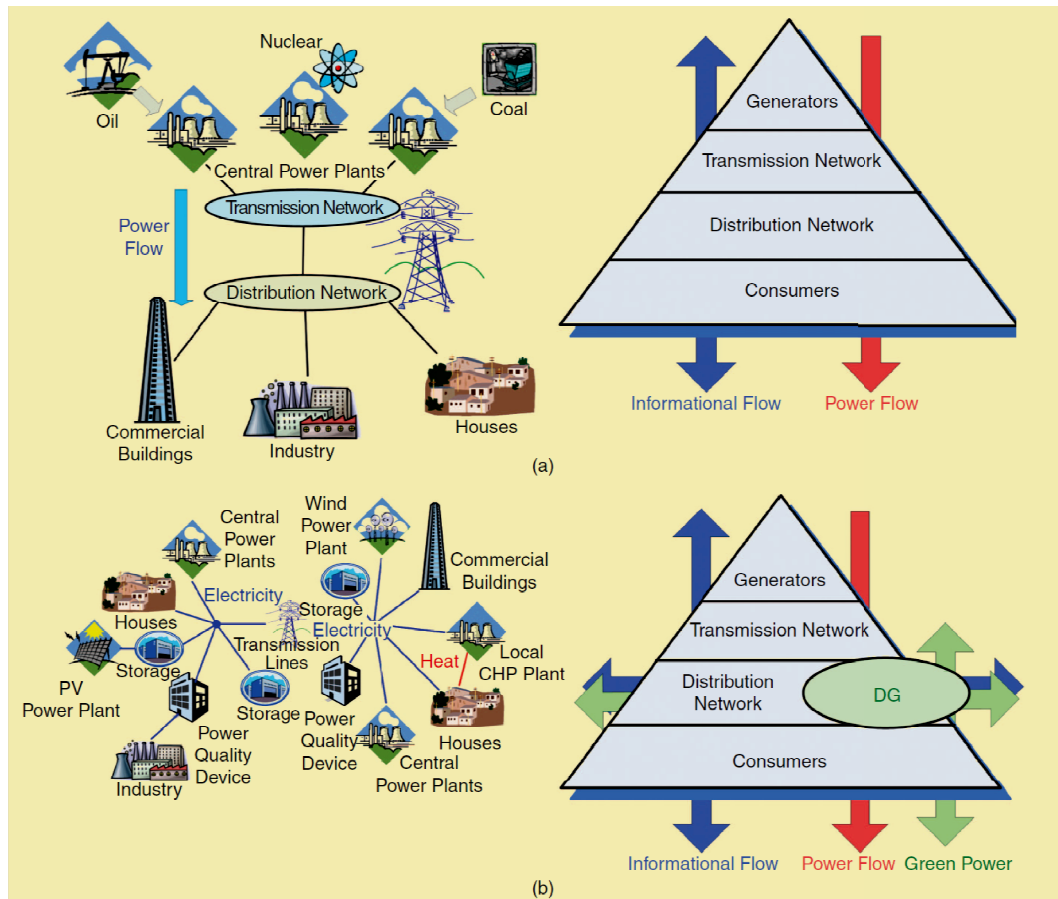 Nuclear
Oil
Coal
Central Power Plants
Transmission Network
Power
Flow
Distribution Network
Commercial
Buildings
Industry
Houses
Generators
Transmission Network
Distribution Network
Consumers
Informational Flow
Power Flow
(a)
Central
Power
Plants
Wind
Power
Plant
Commercial
Buildings
Electricity
Houses
Storage
Electricity
Transmission
Lines
Storage
PV
Power Plant
Storage
Heat
Local
CHP Plant
Power
Quality
Device
Industry
Power
Quality
Device
Central
Power Plants
Houses
Generators
Transmission Network
Distribution
Network
DG
Consumers
Informational Flow
Power Flow
Green Power
(b)